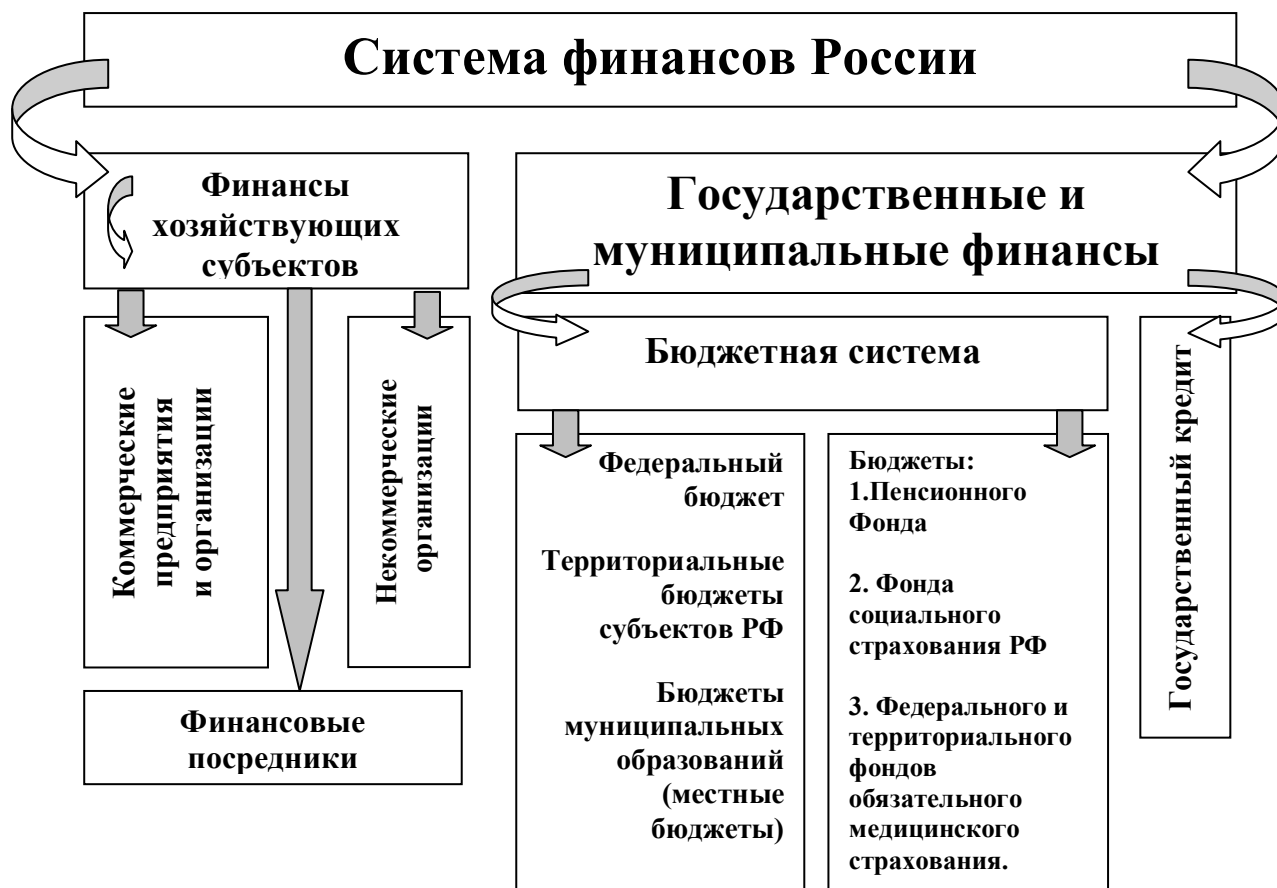 Система финансов России
Финансы
хозяйствующих
субъектов
Государственные и
муниципальные финансы
Коммерческие
предприятия
и организации
Некоммерческие
организации
Финансовые
посредники
Бюджетная система
Федеральный
бюджет
Территориальные
бюджеты
субъектов РФ
Бюджеты
муниципальных
образований
(местные
бюджеты)
Бюджеты:
1.Пенсионного
Фонда
2. Фонда
социального
страхования РФ
3. Федерального и
территориального
фондов
обязательного
медицинского
страхования.
Государственный кредит